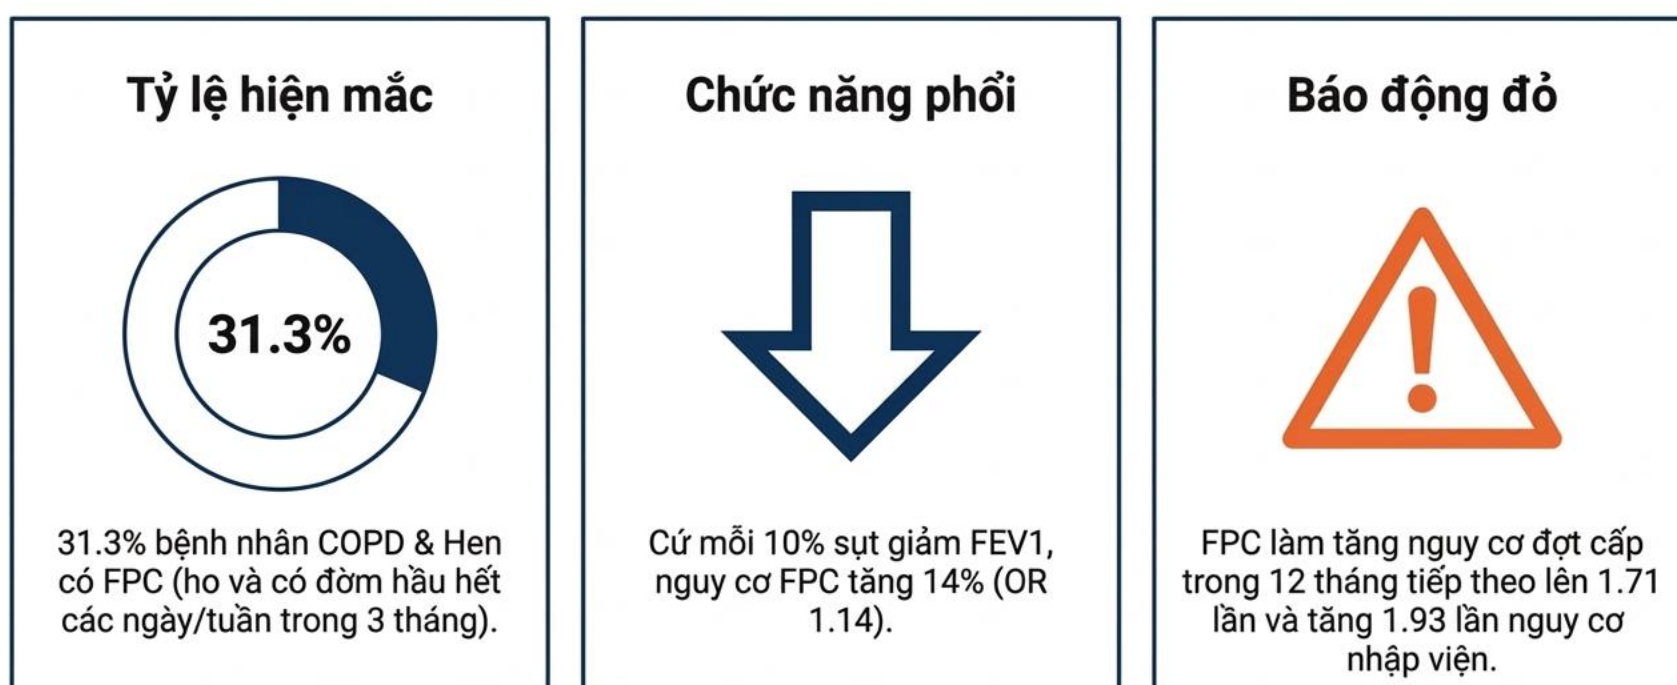 Tỷ lệ hiện mắc
31.3%
31.3% bệnh nhân COPD & Hen
có FPC (ho và có đờm hầu hết
các ngày/tuần trong 3 tháng).
Chức năng phổi
Cứ mỗi 10% sụt giảm FEV1,
nguy cơ FPC tăng 14% (OR
1.14).
Báo động đỏ
FPC làm tăng nguy cơ đợt cấp
trong 12 tháng tiếp theo lên 1.71
lần và tăng 1.93 lần nguy cơ
nhập viện.